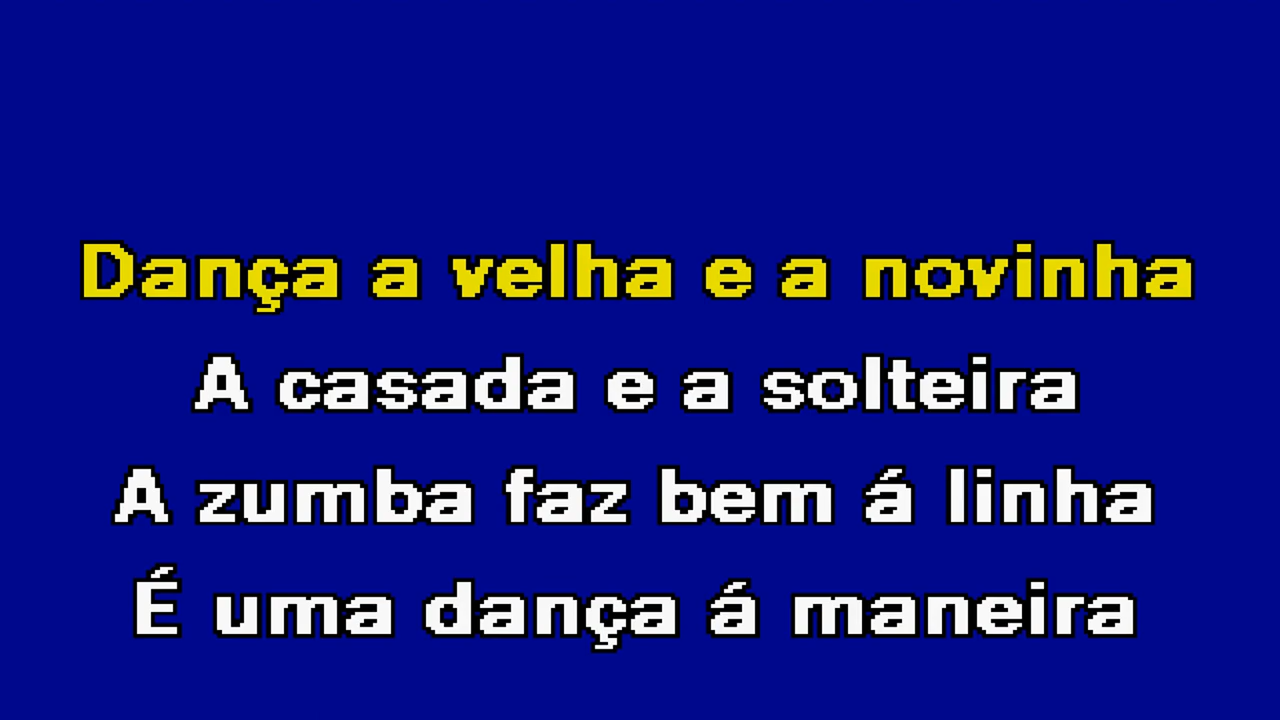 Dança a velha e a novinha
A casada e a solteira
A zumba faz bem á linha
É uma dança á maneira